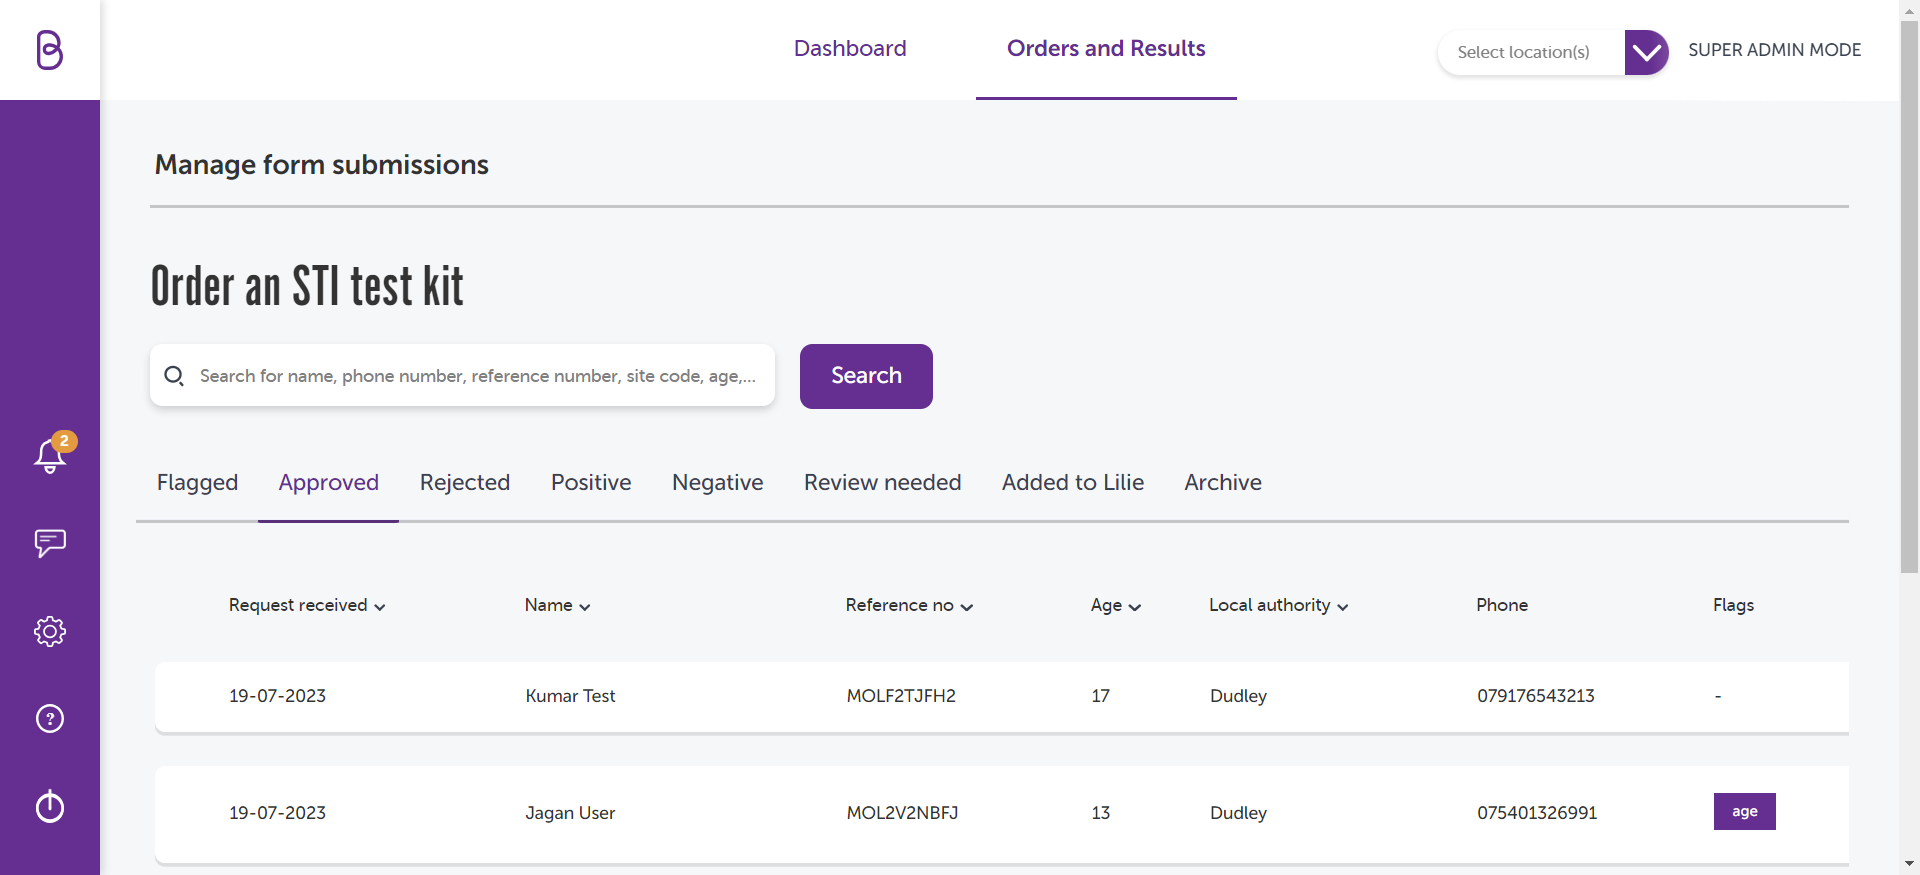 Dashboard Orders and Results Select location(s) SUPER ADMIN MODE
Manage form submissions
Order an STI test kit
Search for name, phone number, reference number, site code, age,... Search
2
Flagged Approved Rejected Positive Negative Review needed Added to Lilie Archive
Request received Name Reference no Age Local authority Phone Flags
19-07-2023 Kumar Test MOLF2TJFH2 17 Dudley 079176543213 -
19-07-2023 Jagan User MOL2V2NBFJ 13 Dudley 075401326991 age
?